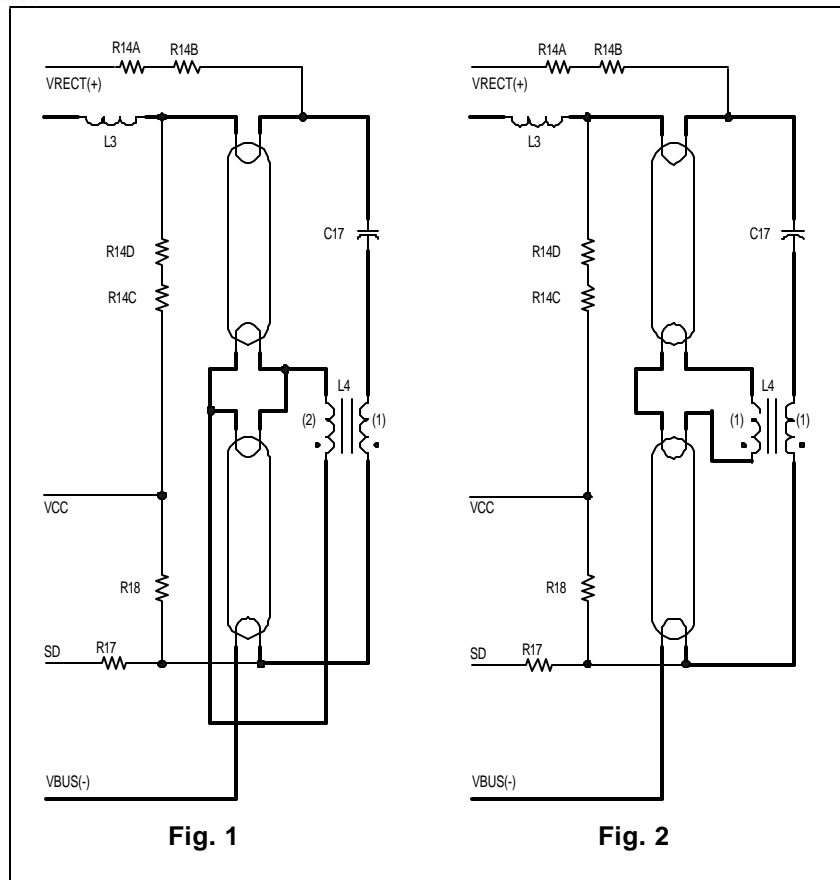 R14A R14B
VRECT(+)
L3
R14D
C17
R14C
L4
(2) (1)
VCC
R18
SD R17
VBUS(-)
Fig. 1
R14A R14B
VRECT(+)
L3
R14D
C17
R14C
L4
(1) (1)
VCC
R18
SD R17
VBUS(-)
Fig. 2